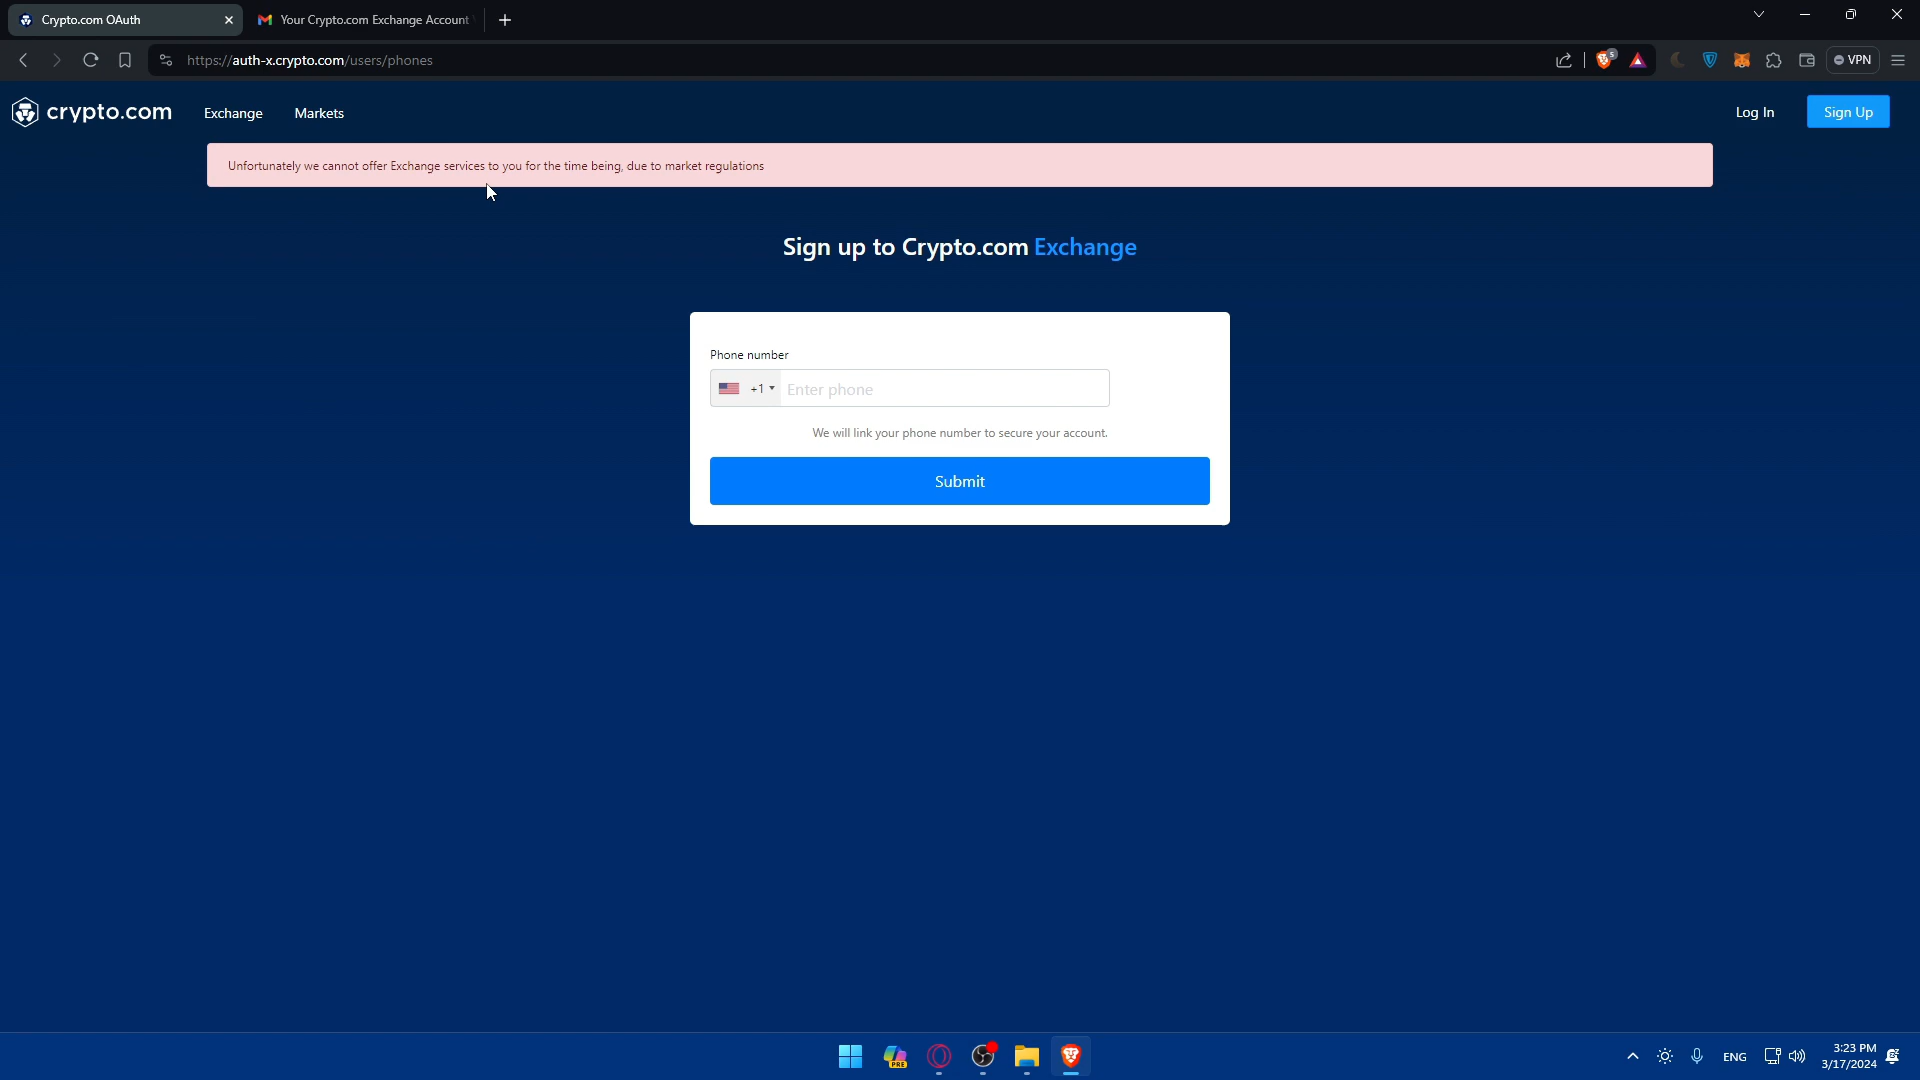 Crypto.com OAuth
Your Crypto.com Exchange Account
https://auth-x.crypto.com/users/phones
5
VPN
crypto.com
Exchange
Markets
Log In
Sign Up
Unfortunately we cannot offer Exchange services to you for the time being, due to market regulations
Sign up to Crypto.com Exchange
Phone number
+1
Enter phone
We will link your phone number to secure your account.
Submit
PRE
ENG
3:23 PM
3/17/2024